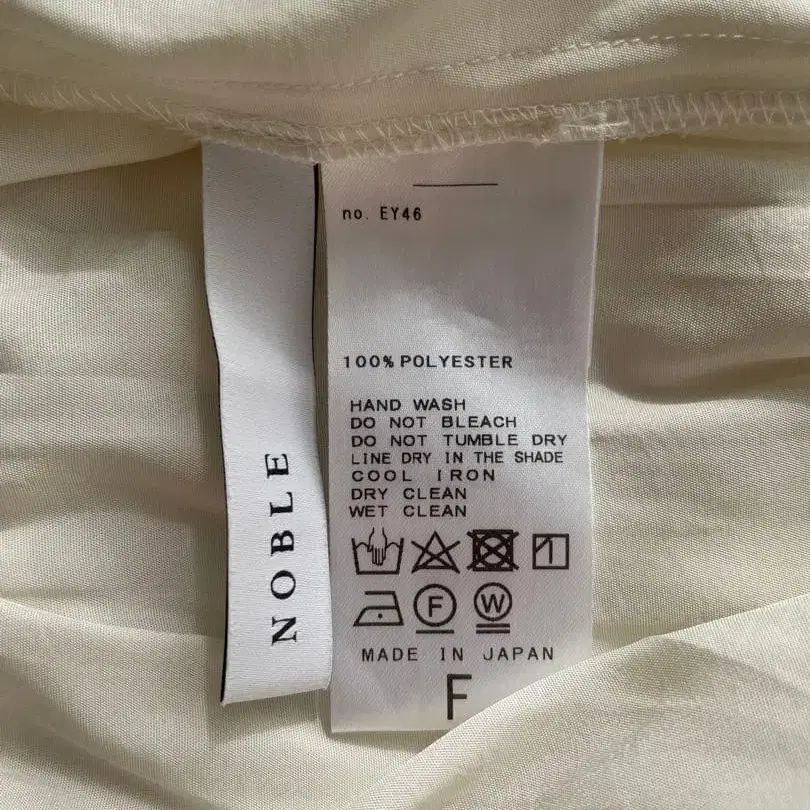 NOBLE
no. EY46
100% POLYESTER
HAND WASH
DO NOT BLEACH
DO NOT TUMBLE DRY
LINE DRY IN THE SHADE
COOL IRON
DRY CLEAN
WET CLEAN
F W
MADE IN JAPAN
F